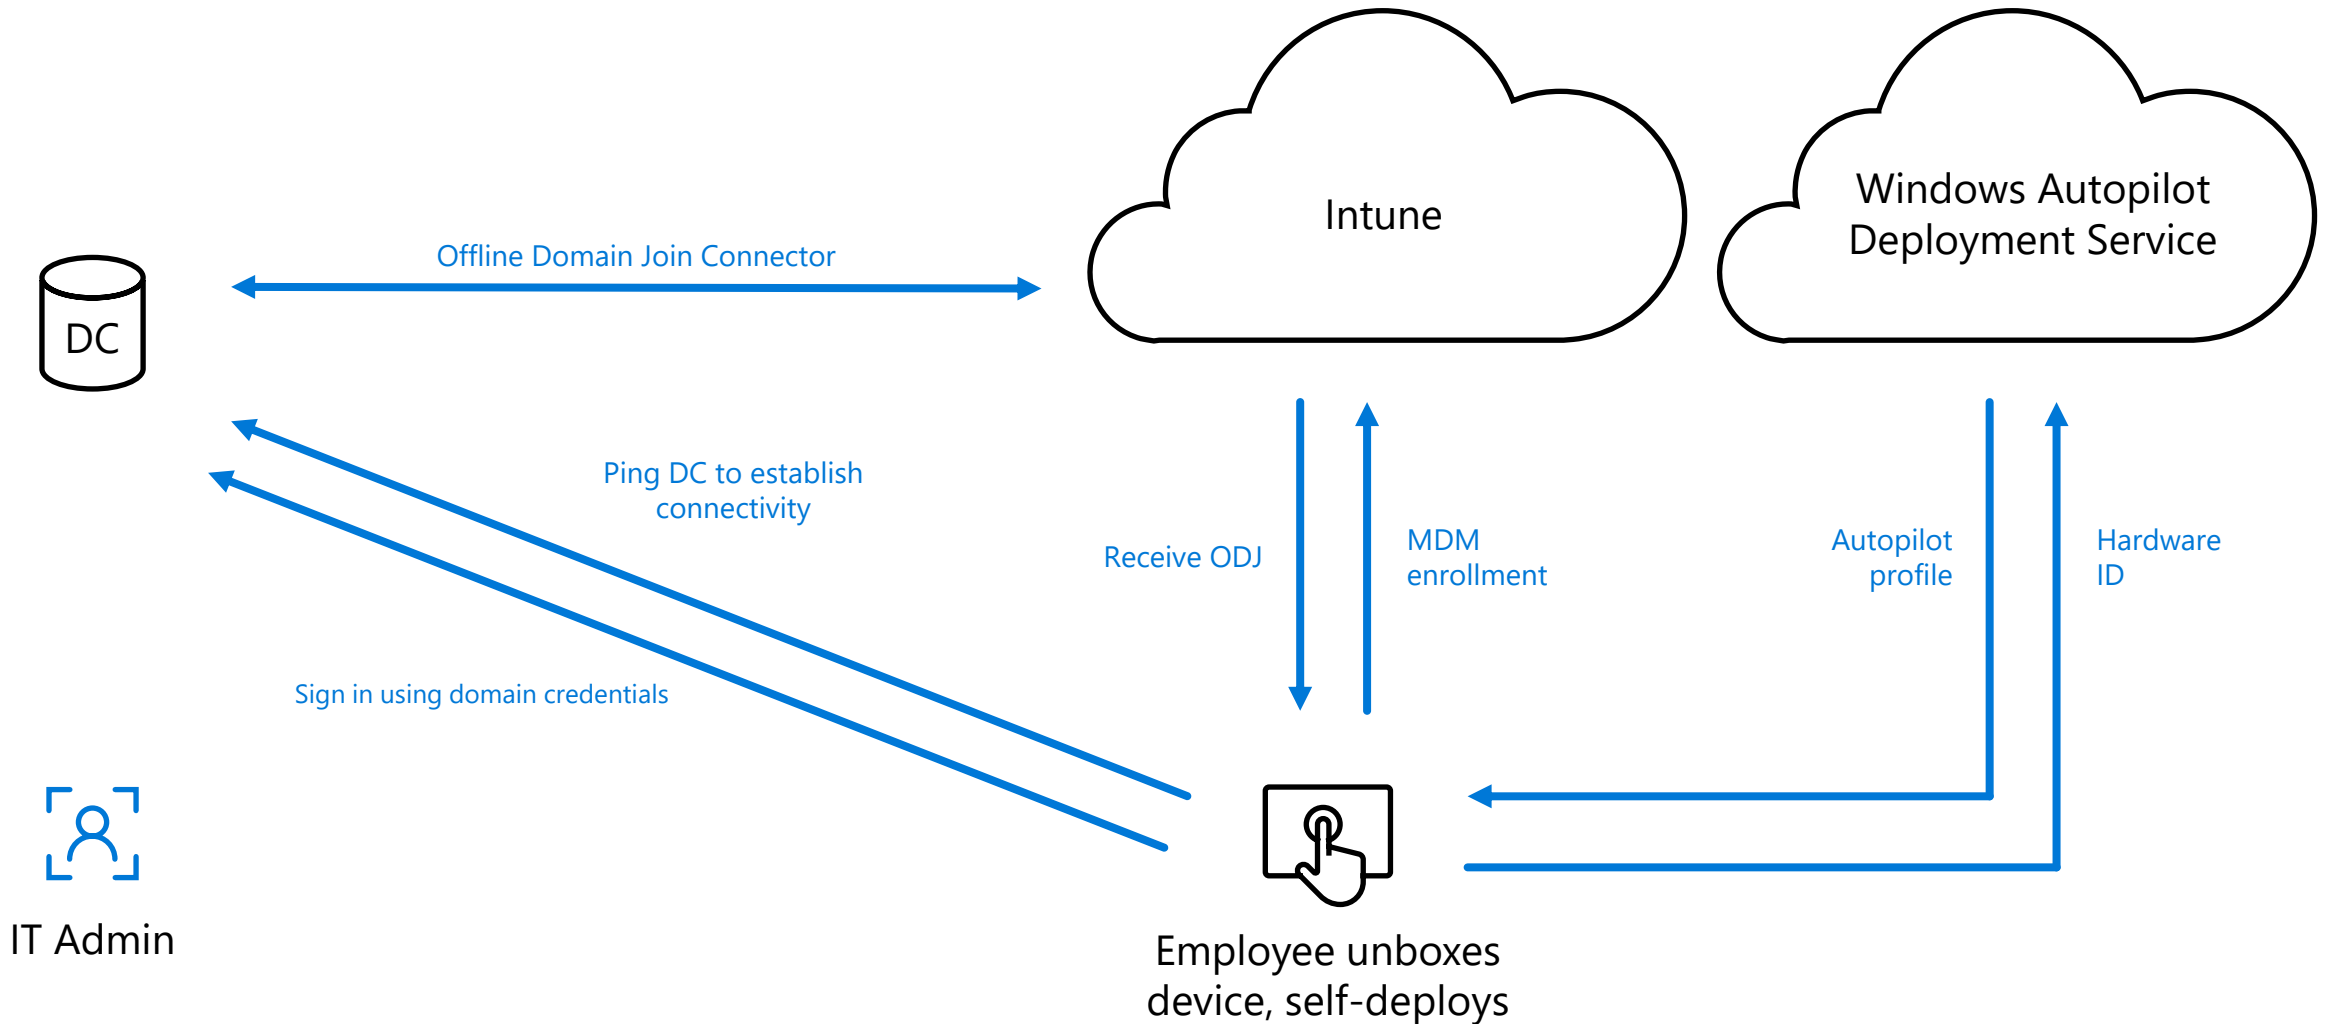 Intune
Windows Autopilot
Deployment Service
Offline Domain Join Connector
DC
Ping DC to establish
connectivity
Receive ODJ
MDM
enrollment
Autopilot
profile
Hardware
ID
Sign in using domain credentials
IT Admin
Employee unboxes
device, self-deploys